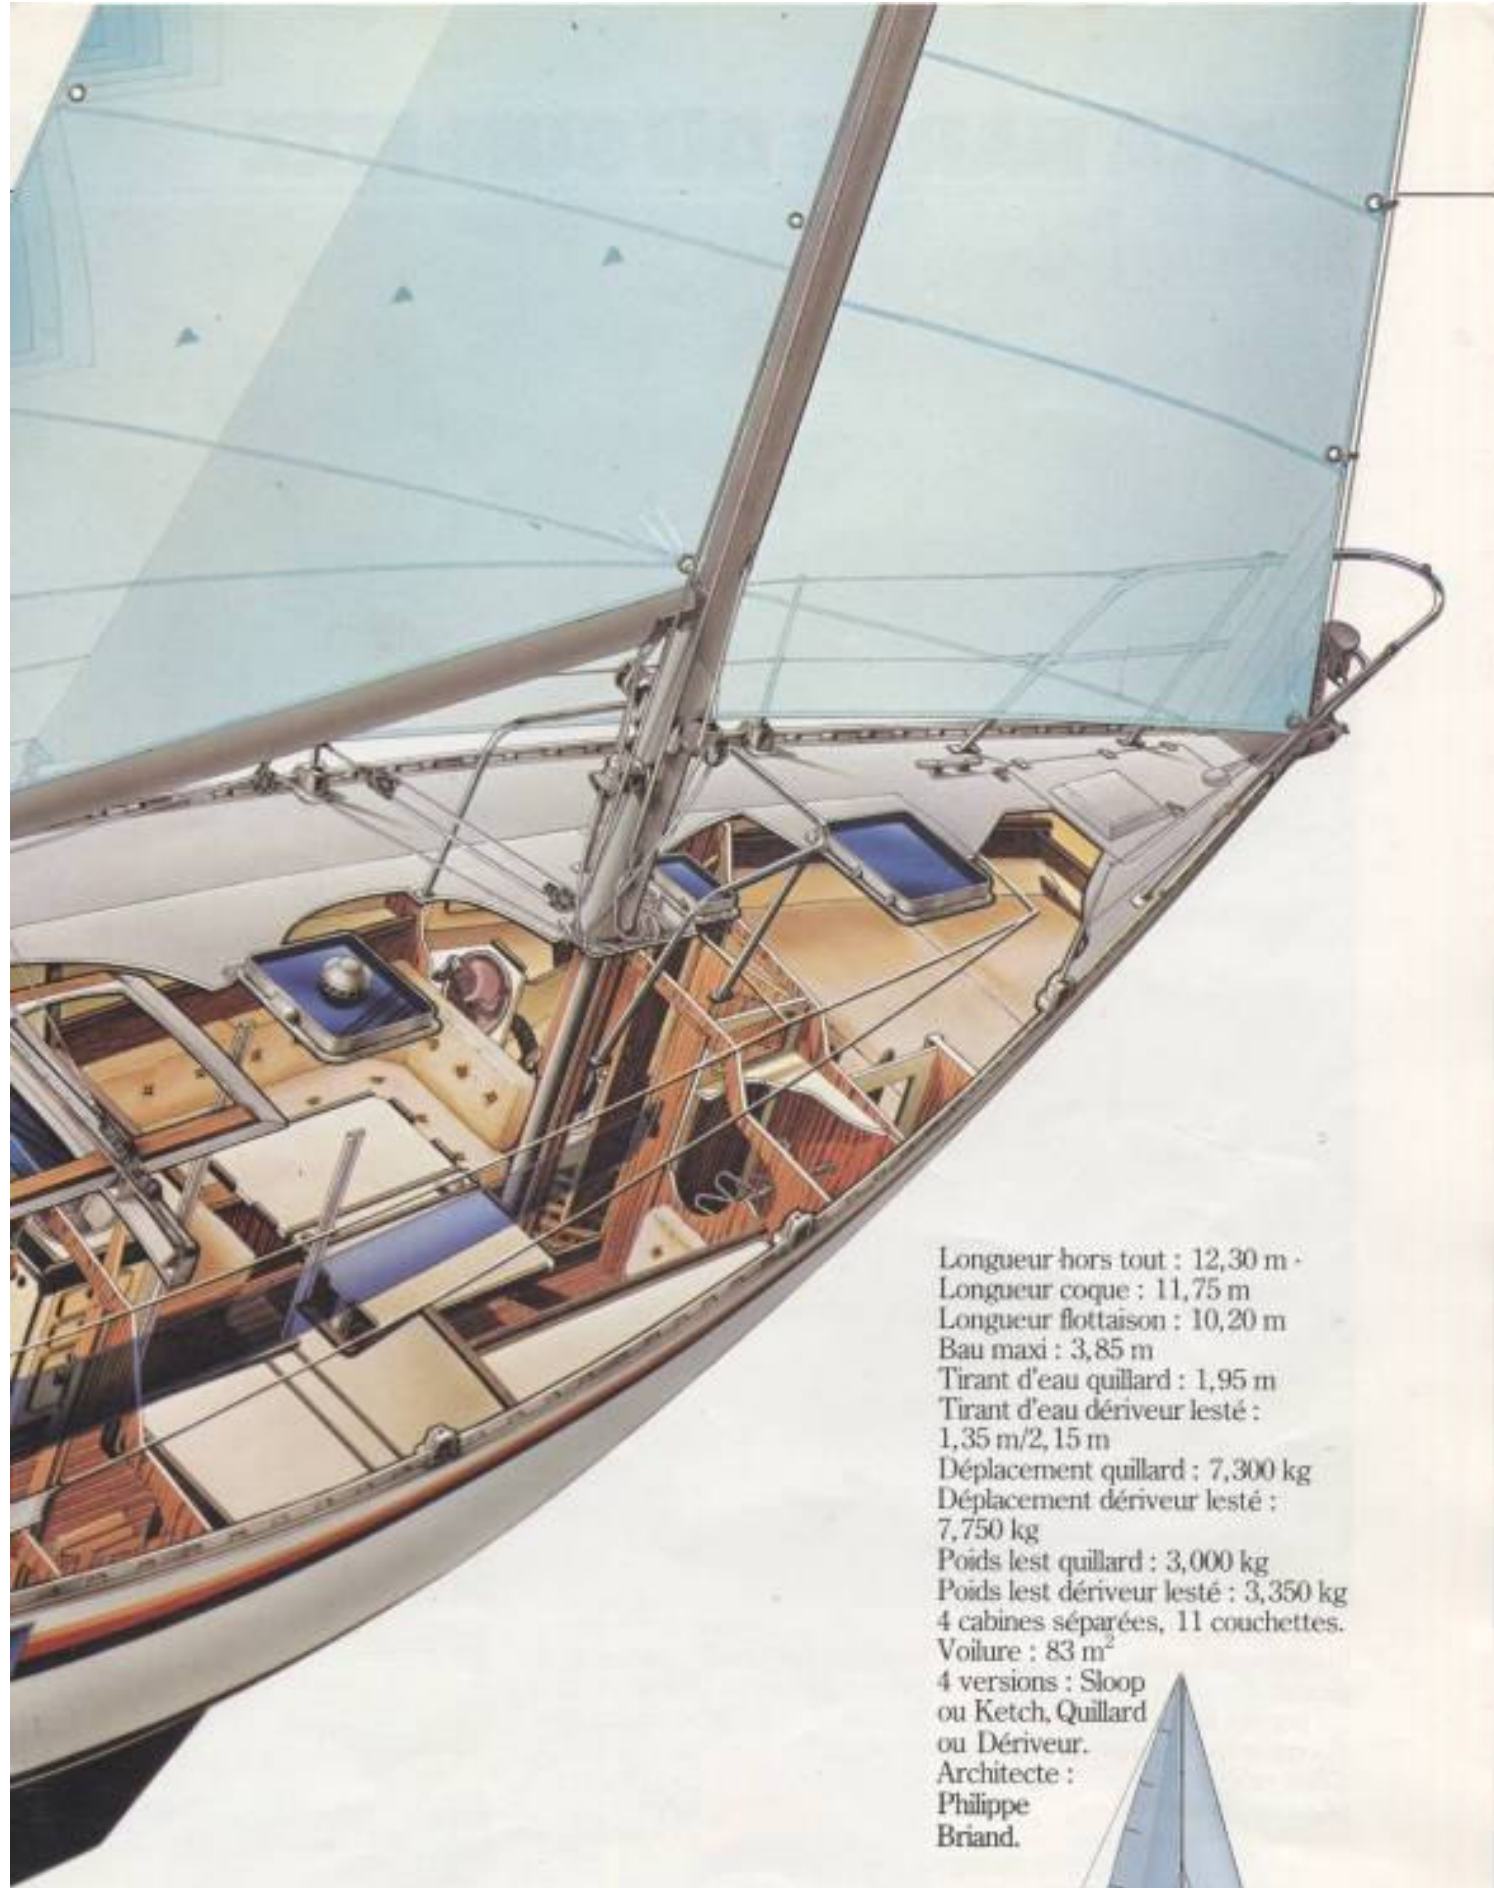 Longueur hors tout : 12,30 m
Longueur coque : 11,75 m
Longueur flottaison : 10,20 m
Bau maxi : 3,85 m
Tirant d'eau quillard : 1,95 m
Tirant d'eau dériveur lesté :
1,35 m/2,15 m
Déplacement quillard : 7,300 kg
Déplacement dériveur lesté :
7,750 kg
Poids lest quillard : 3,000 kg
Poids lest dériveur lesté : 3,350 kg
4 cabines séparées, 11 couchettes.
Voilure : 83 m²
4 versions : Sloop
ou Ketch, Quillard
ou Dériveur.
Architecte :
Philippe
Briand.